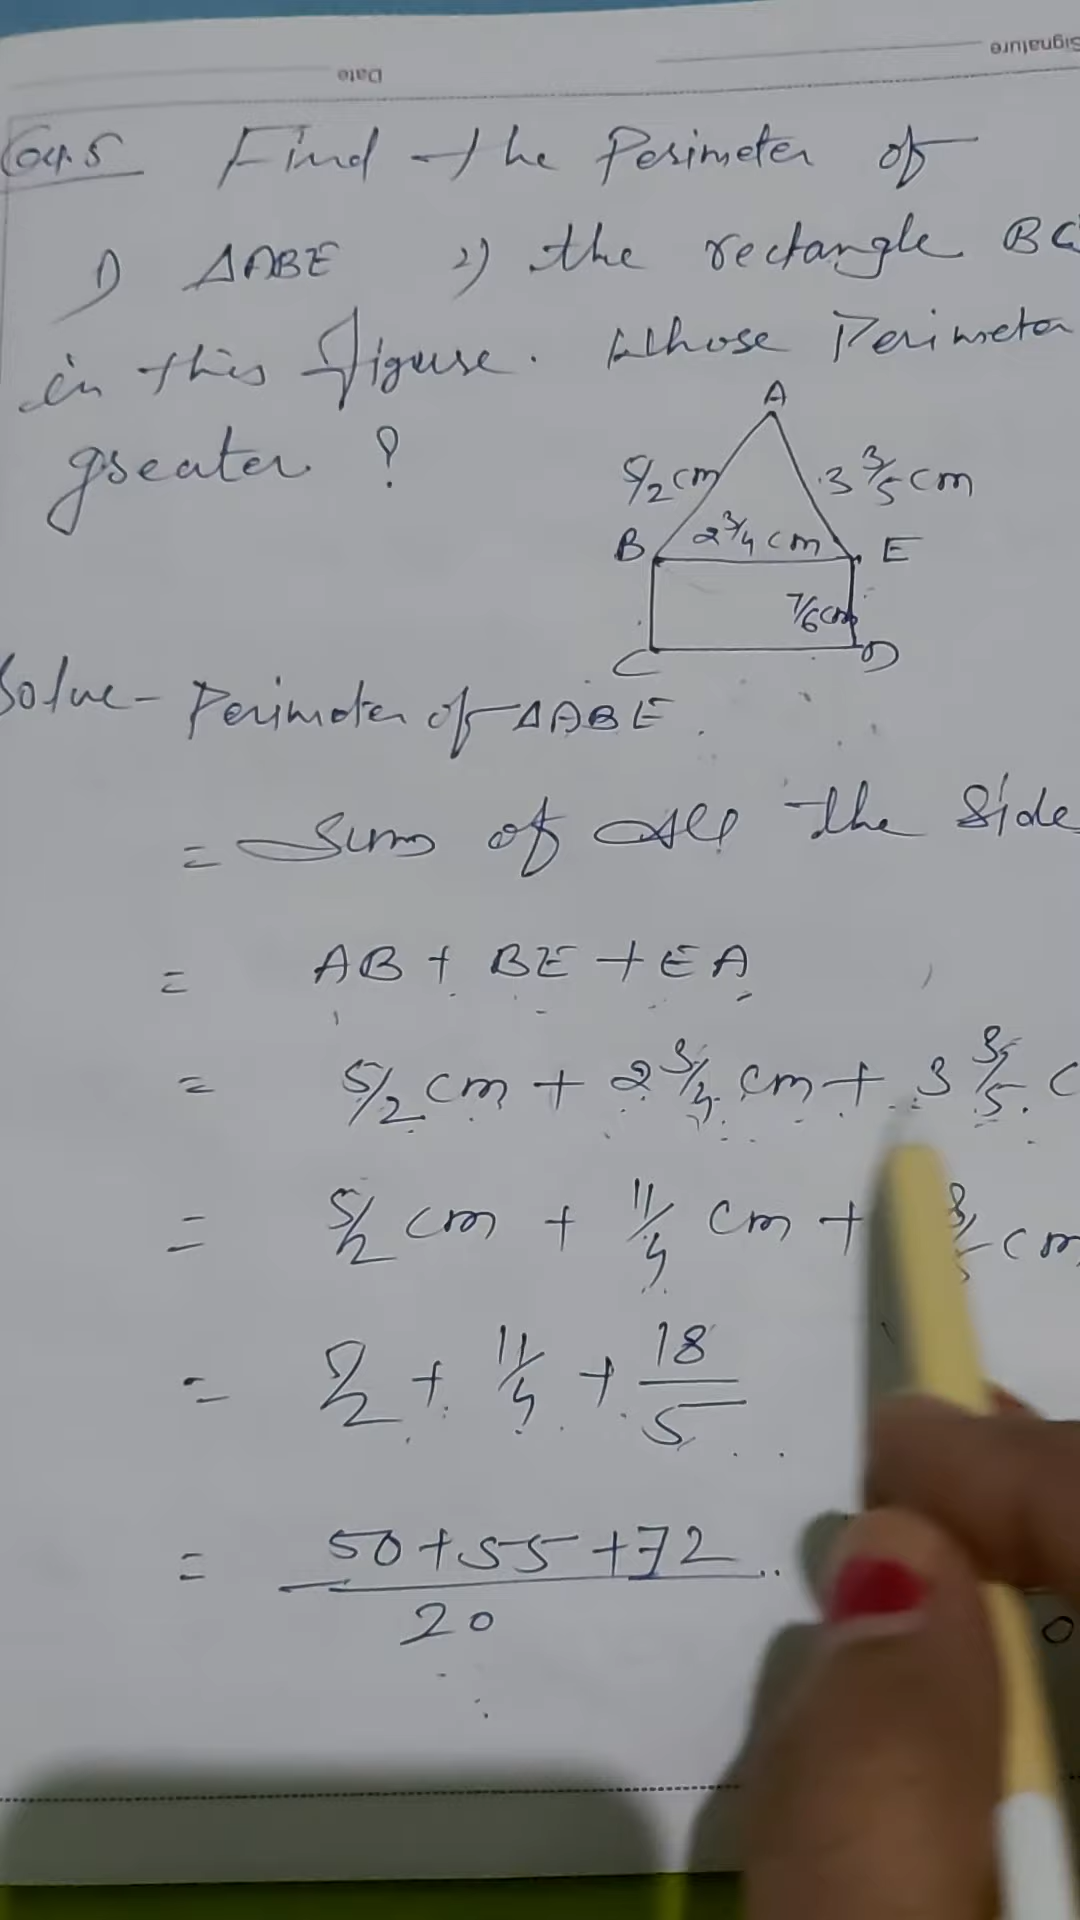 Signature
Date
Find the Perimeter of
1) ΔABE 2) the rectangle BC
in this figure. Whose Perimeter
greater ?
A
5/2 cm
3 3/5 cm
B
2 3/4 cm
E
7/6 cm
C
D
Solve - Perimeter of ΔABE.
= Sum of All the Side
= AB + BE + EA
= 5/2 cm + 2 3/4 cm + 3 3/5 c
= 5/2 cm + 11/4 cm + cm
= 5/2 + 11/4 + 18/5
= 50+55+72/20